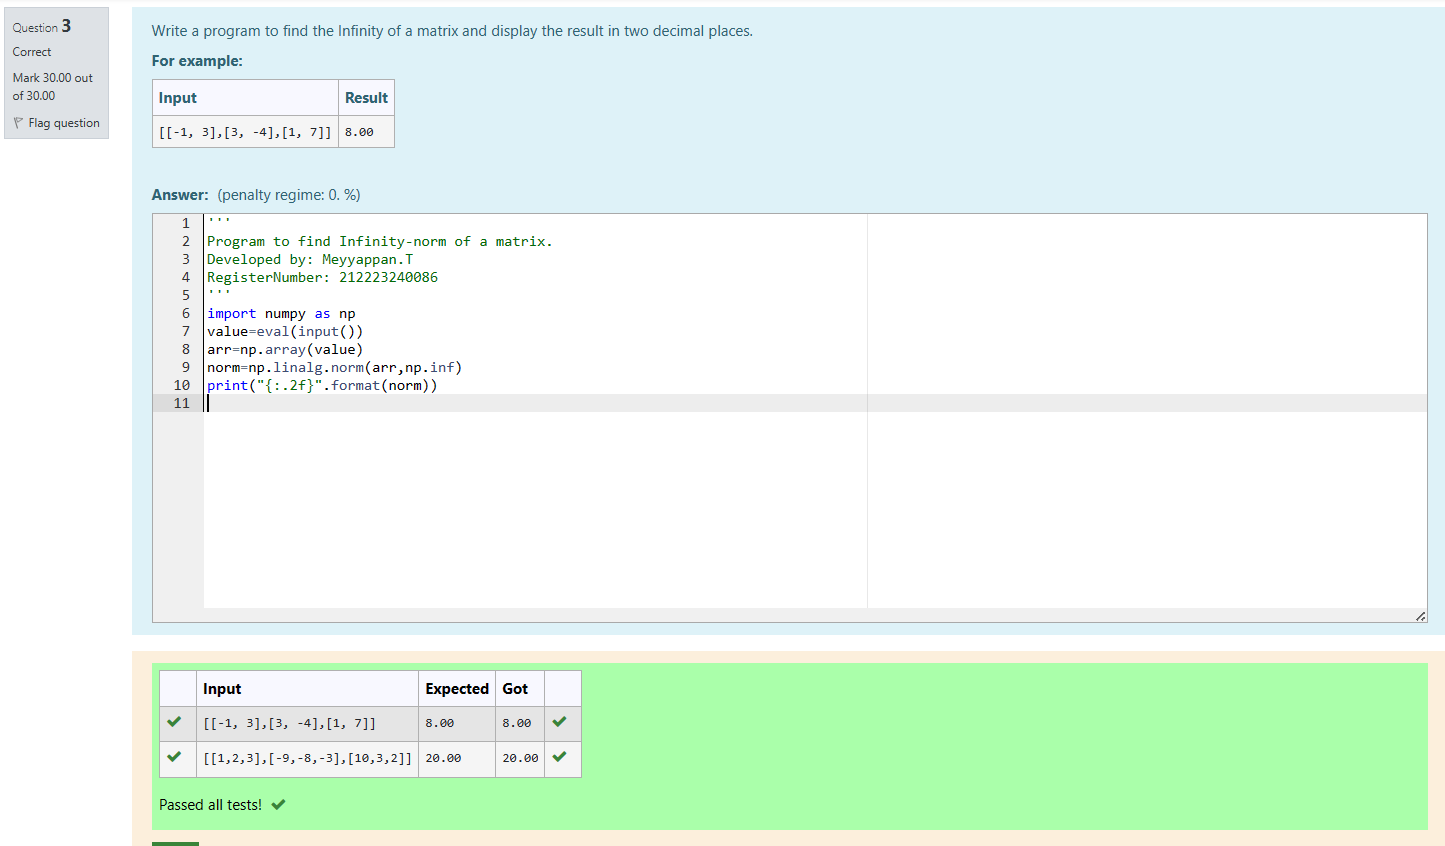 Question 3
Correct
Mark 30.00 out
of 30.00
Flag question
Write a program to find the Infinity of a matrix and display the result in two decimal places.
For example:
Input Result
[[-1, 3],[3, -4],[1, 7]] 8.00
Answer: (penalty regime: 0. %)
1 '''
2 Program to find Infinity-norm of a matrix.
3 Developed by: Meyyappan.T
4 RegisterNumber: 212223240086
5 '''
6 import numpy as np
7 value=eval(input())
8 arr=np.array(value)
9 norm=np.linalg.norm(arr,np.inf)
10 print("{:.2f}".format(norm))
11
Input Expected Got
[[-1, 3],[3, -4],[1, 7]] 8.00 8.00
[[1,2,3],[-9,-8,-3],[10,3,2]] 20.00 20.00
Passed all tests!